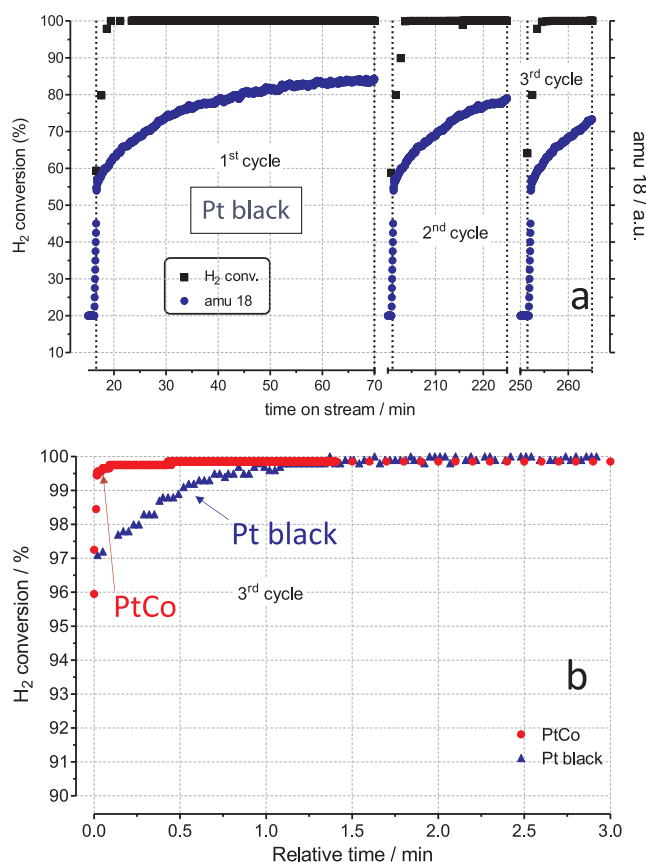 100
90
80
70
60
50
40
30
20
10
H₂ conversion (%)
amu 18 / a.u.
1st cycle
2nd cycle
3rd cycle
Pt black
H₂ conv.
amu 18
a
20 30 40 50 60 70 210 220 250 260
time on stream / min
100
99
98
97
96
95
94
93
92
91
90
H₂ conversion / %
PtCo
Pt black
3rd cycle
b
PtCo
Pt black
0.0 0.5 1.0 1.5 2.0 2.5 3.0
Relative time / min